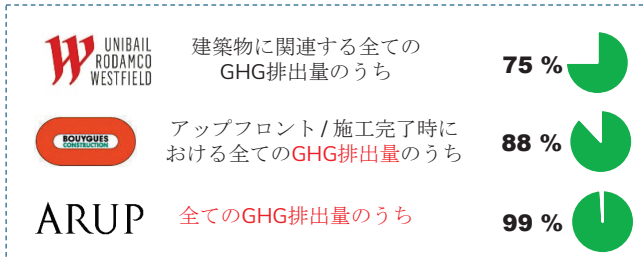 UNIBAIL
RODAMCO
WESTFIELD
建築物に関連する全ての
GHG排出量のうち
75 %
BOUYGUES
CONSTRUCTION
アップフロント / 施工完了時に
おける全てのGHG排出量のうち
88 %
ARUP
全てのGHG排出量のうち
99 %